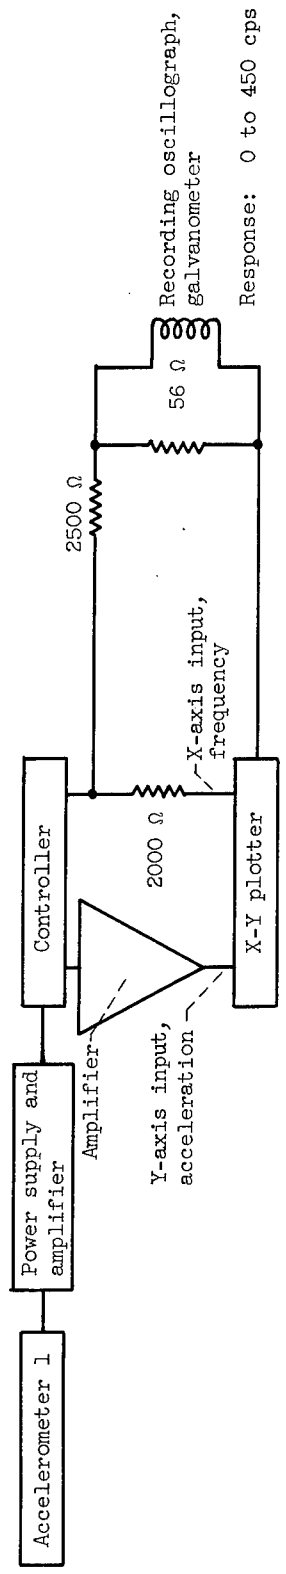 Accelerometer 1
Power supply and
amplifier
Controller
Amplifier
Y-axis input,
acceleration
X-Y plotter
2000 Ω
X-axis input,
frequency
2500 Ω
56 Ω
Recording oscillograph,
galvanometer
Response: 0 to 450 cps